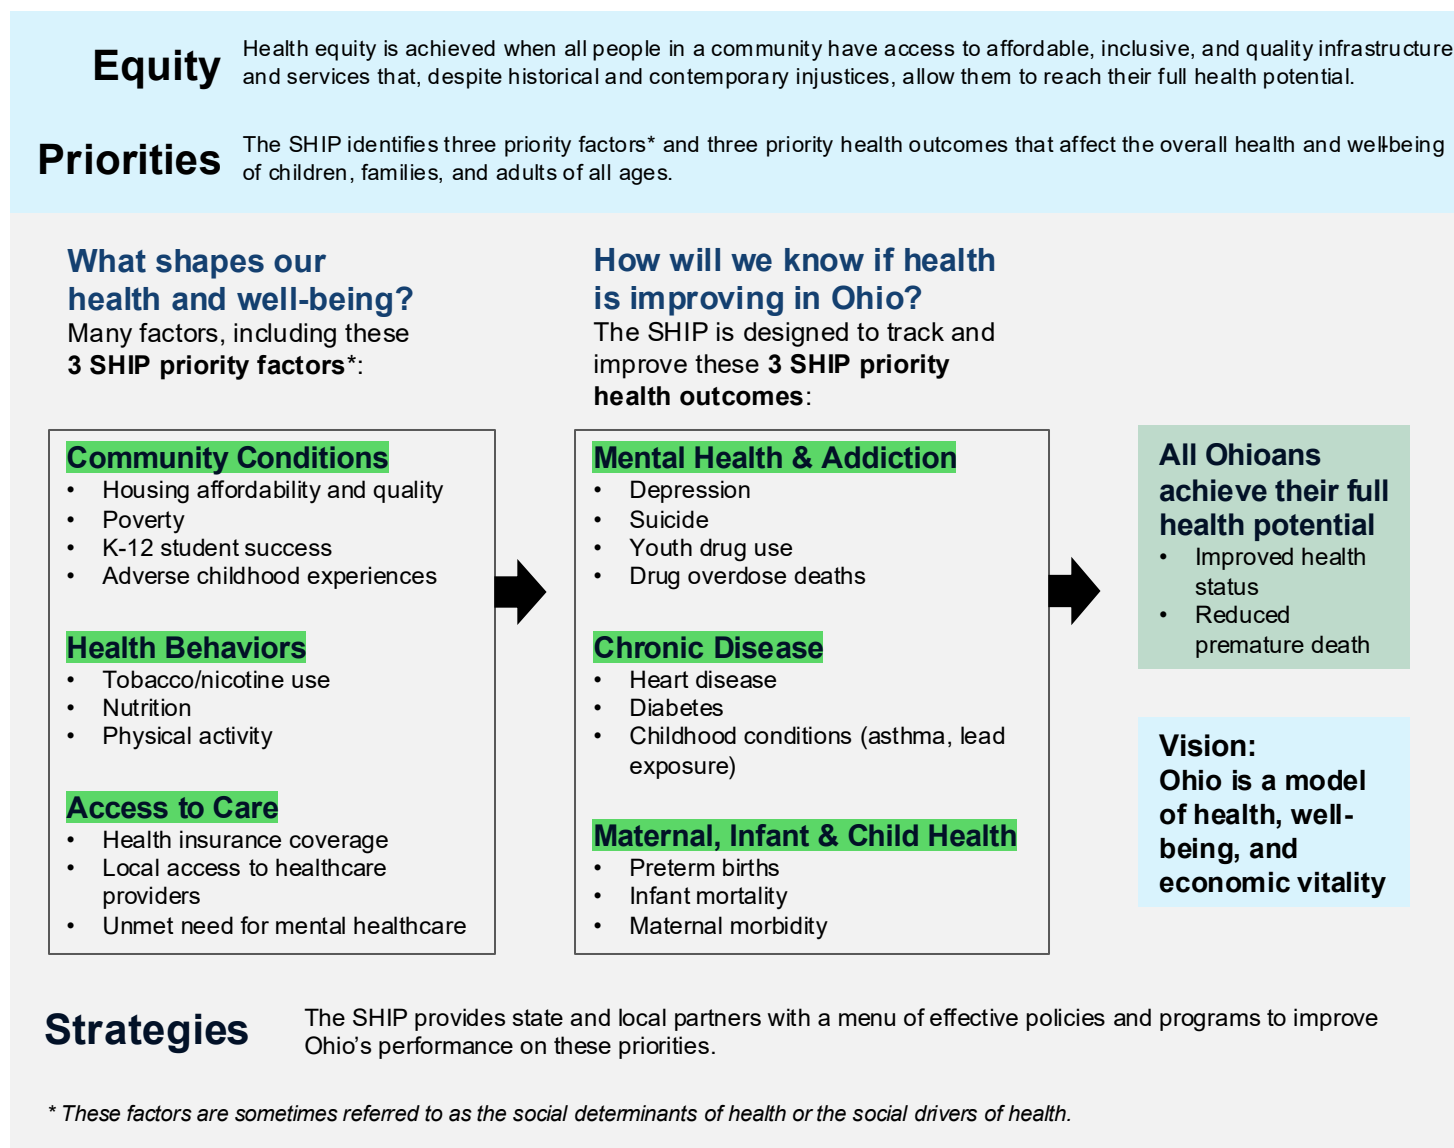 Equity
Health equity is achieved when all people in a community have access to affordable, inclusive, and quality infrastructure
and services that, despite historical and contemporary injustices, allow them to reach their full health potential.
Priorities
The SHIP identifies three priority factors* and three priority health outcomes that affect the overall health and well-being
of children, families, and adults of all ages.
What shapes our
health and well-being?
Many factors, including these
3 SHIP priority factors*:
Community Conditions
• Housing affordability and quality
• Poverty
• K-12 student success
• Adverse childhood experiences
Health Behaviors
• Tobacco/nicotine use
• Nutrition
• Physical activity
Access to Care
• Health insurance coverage
• Local access to healthcare
providers
• Unmet need for mental healthcare
How will we know if health
is improving in Ohio?
The SHIP is designed to track and
improve these 3 SHIP priority
health outcomes:
Mental Health & Addiction
• Depression
• Suicide
• Youth drug use
• Drug overdose deaths
Chronic Disease
• Heart disease
• Diabetes
• Childhood conditions (asthma, lead
exposure)
Maternal, Infant & Child Health
• Preterm births
• Infant mortality
• Maternal morbidity
All Ohioans
achieve their full
health potential
• Improved health
status
• Reduced
premature death
Vision:
Ohio is a model
of health, well-
being, and
economic vitality
Strategies
The SHIP provides state and local partners with a menu of effective policies and programs to improve
Ohio's performance on these priorities.
* These factors are sometimes referred to as the social determinants of health or the social drivers of health.